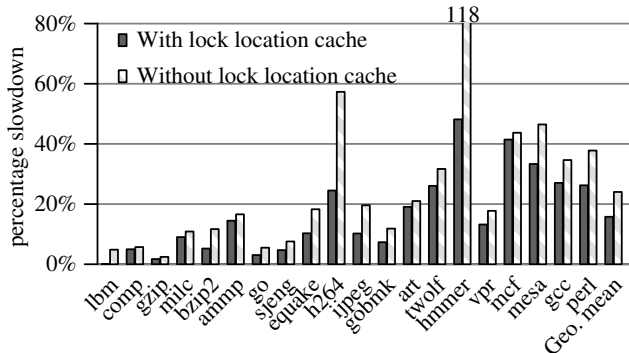 118
80%
With lock location cache
Without lock location cache
60%
40%
20%
0%
percentage slowdown
lbm
comp
gzip
milc
bzip2
ammp
go
sjeng
equake
h264
ijpeg
gobmk
art
twolf
hmmer
vpr
mcf
mesa
gcc
perl
Geo. mean